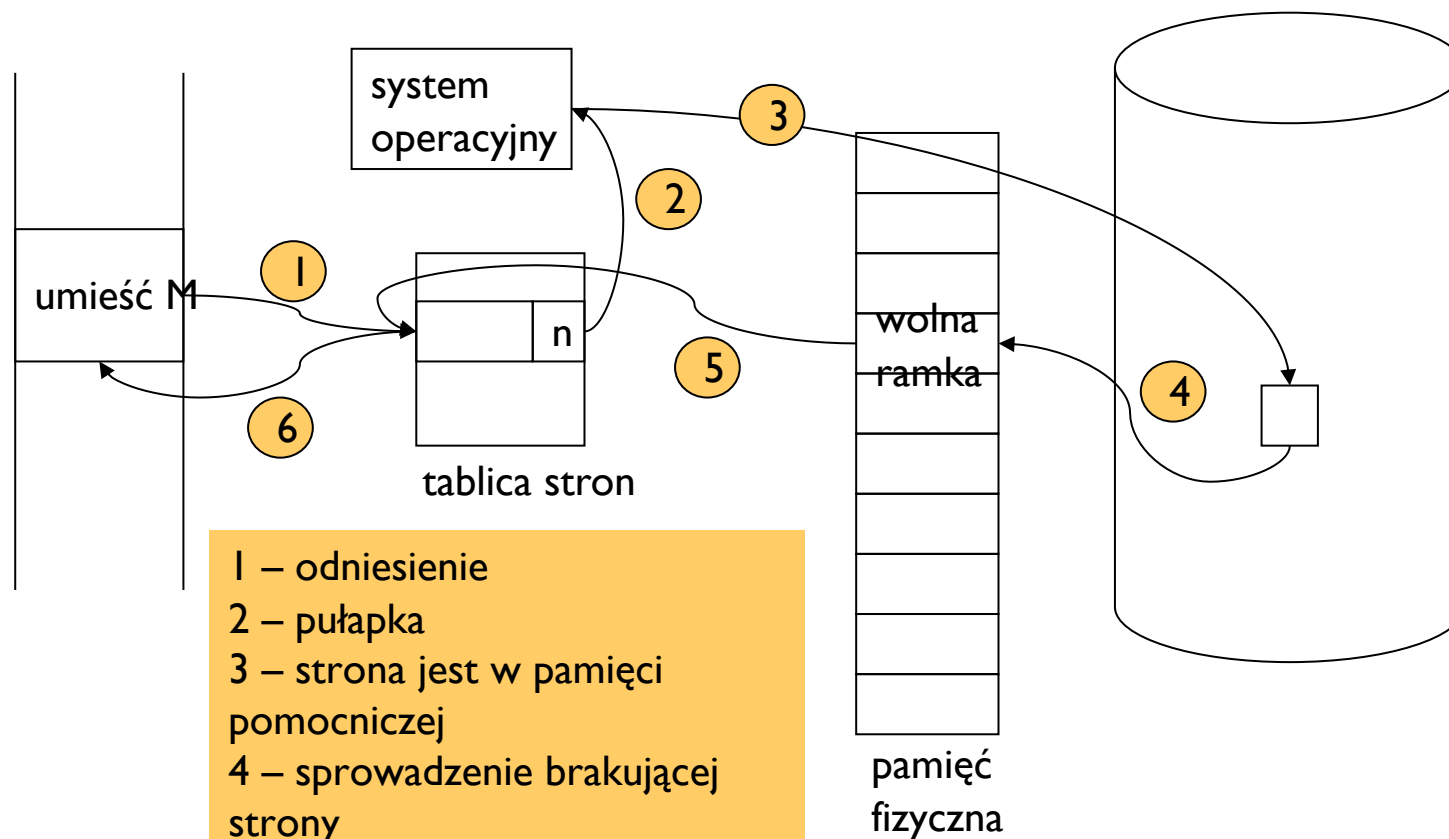 system
operacyjny
3
2
1
umieść M
n
wolna
ramka
5
4
6
tablica stron
1 – odniesienie
2 – pułapka
3 – strona jest w pamięci
pomocniczej
4 – sprowadzenie brakującej
strony
pamięć
fizyczna